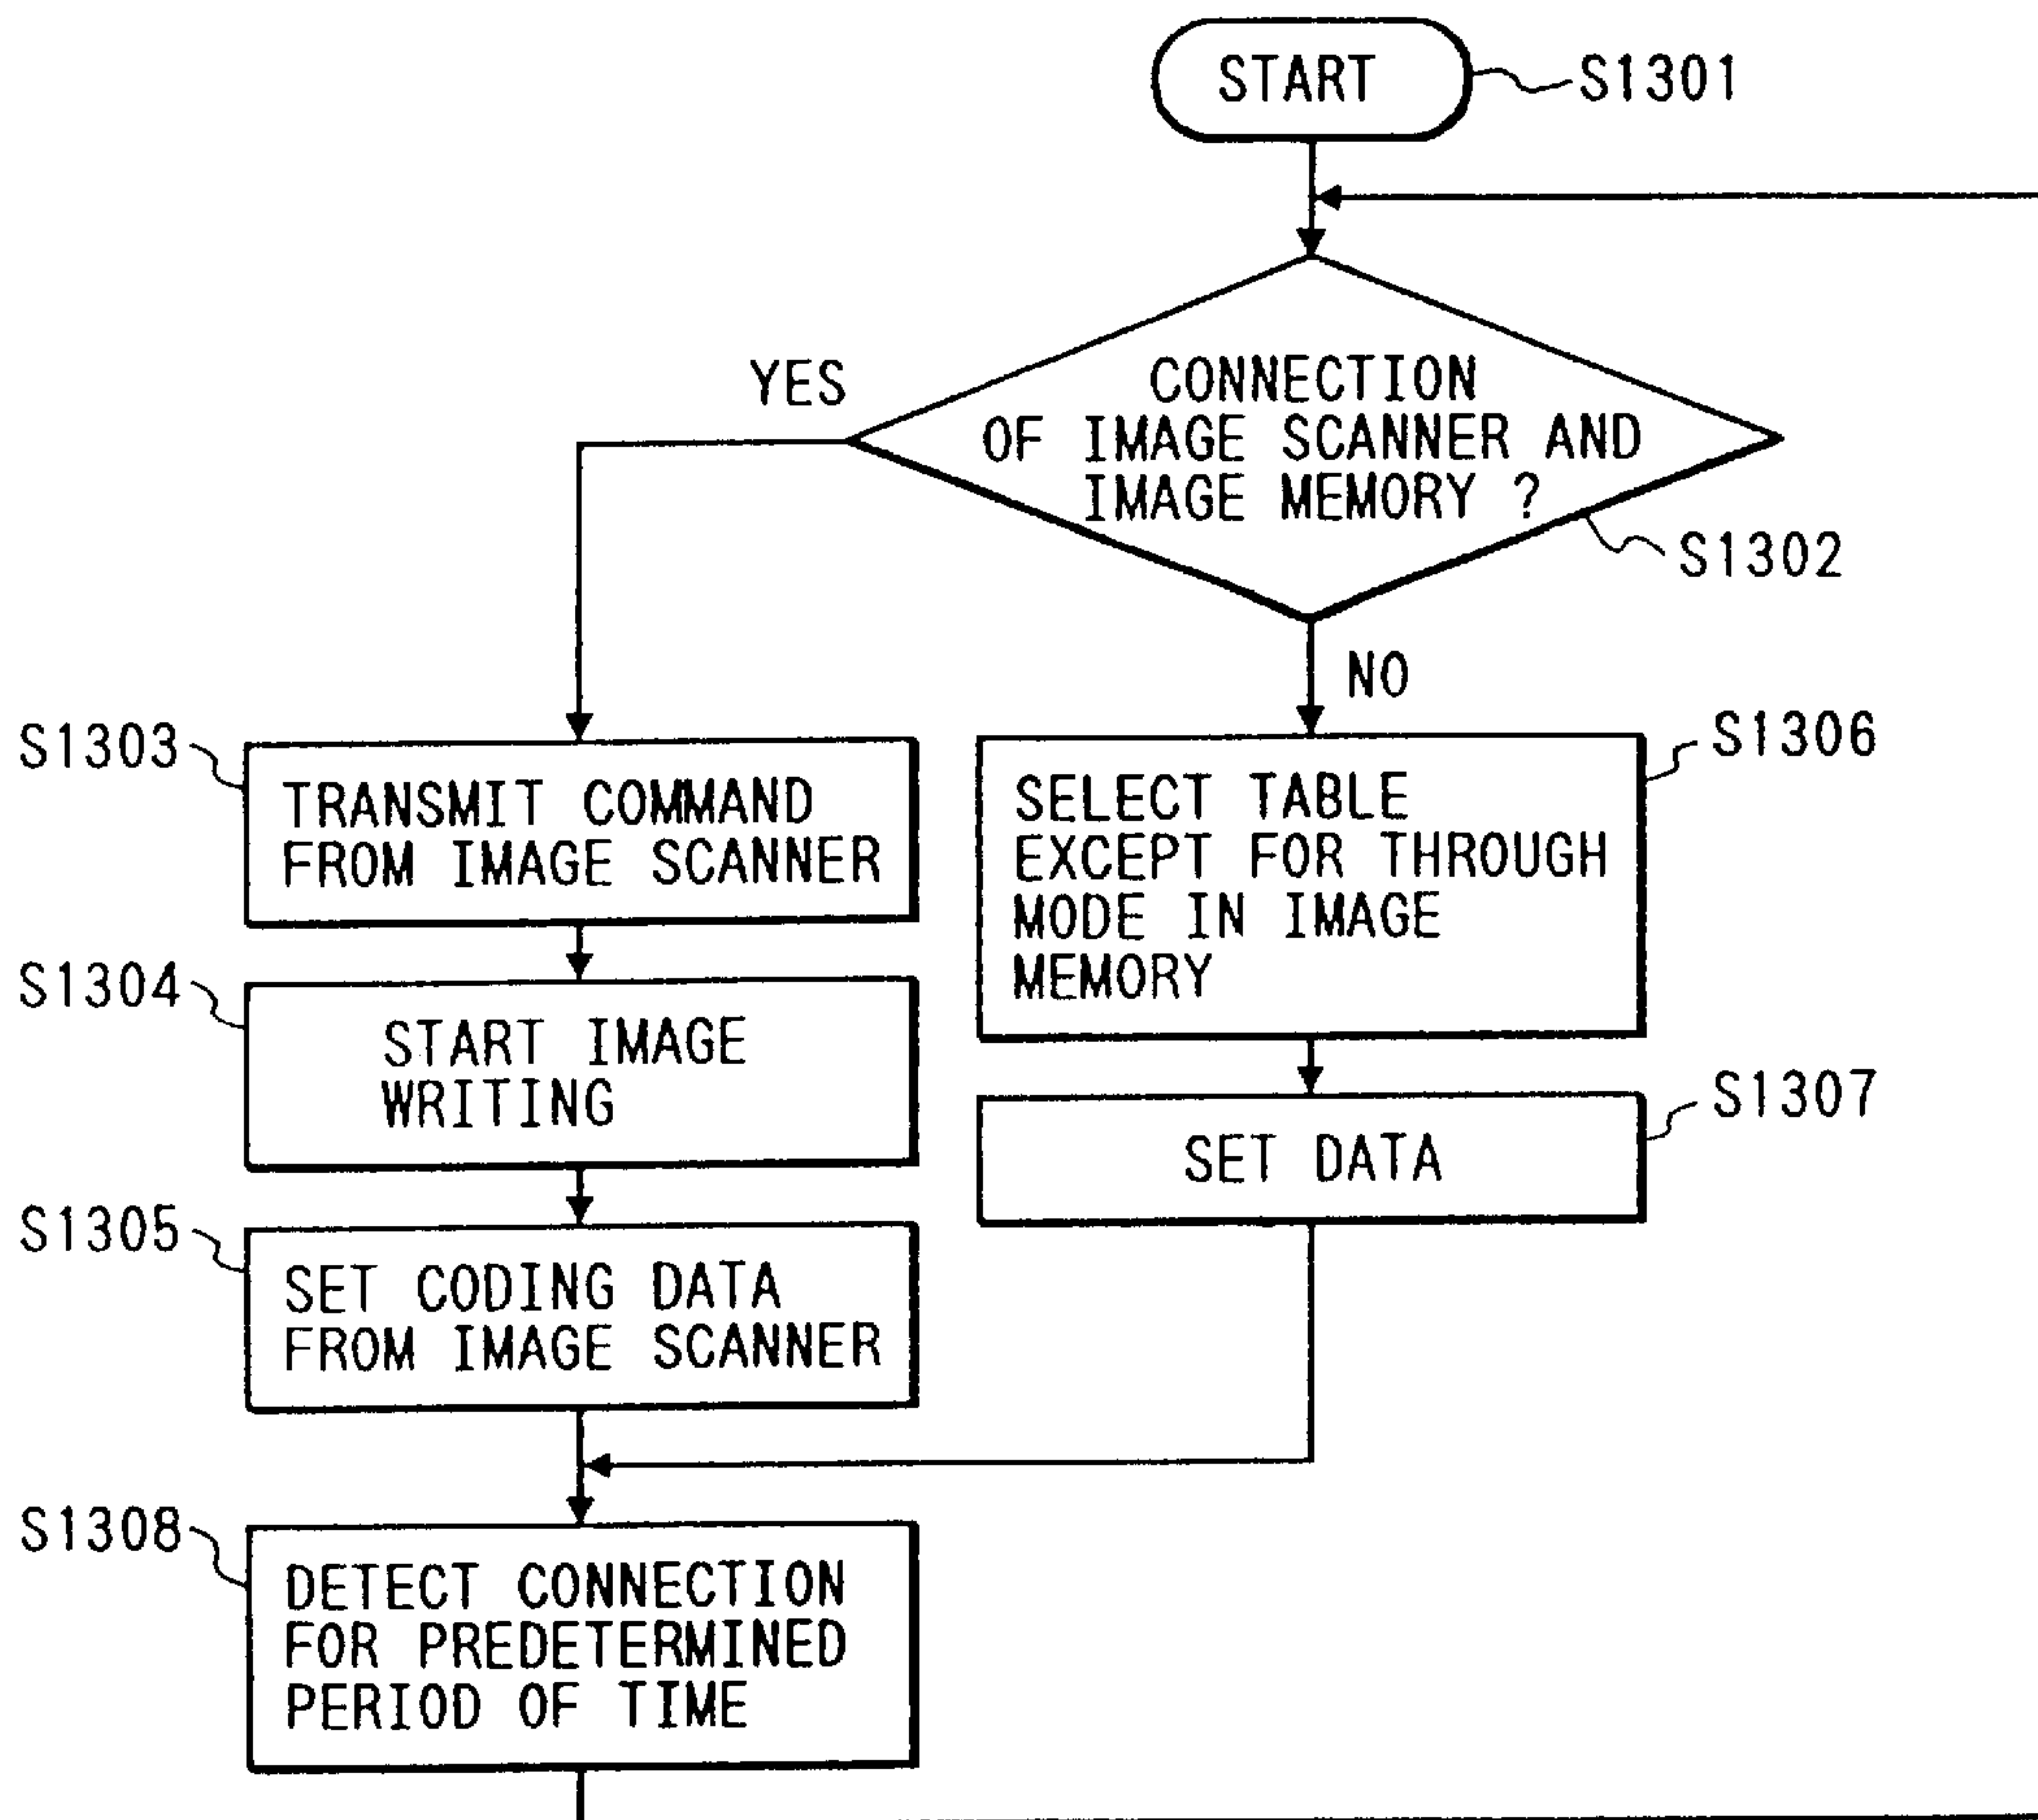 START
S1301
CONNECTION
OF IMAGE SCANNER AND
IMAGE MEMORY ?
YES
S1302
NO
S1303
TRANSMIT COMMAND
FROM IMAGE SCANNER
S1304
START IMAGE
WRITING
S1305
SET CODING DATA
FROM IMAGE SCANNER
S1306
SELECT TABLE
EXCEPT FOR THROUGH
MODE IN IMAGE
MEMORY
S1307
SET DATA
S1308
DETECT CONNECTION
FOR PREDETERMINED
PERIOD OF TIME